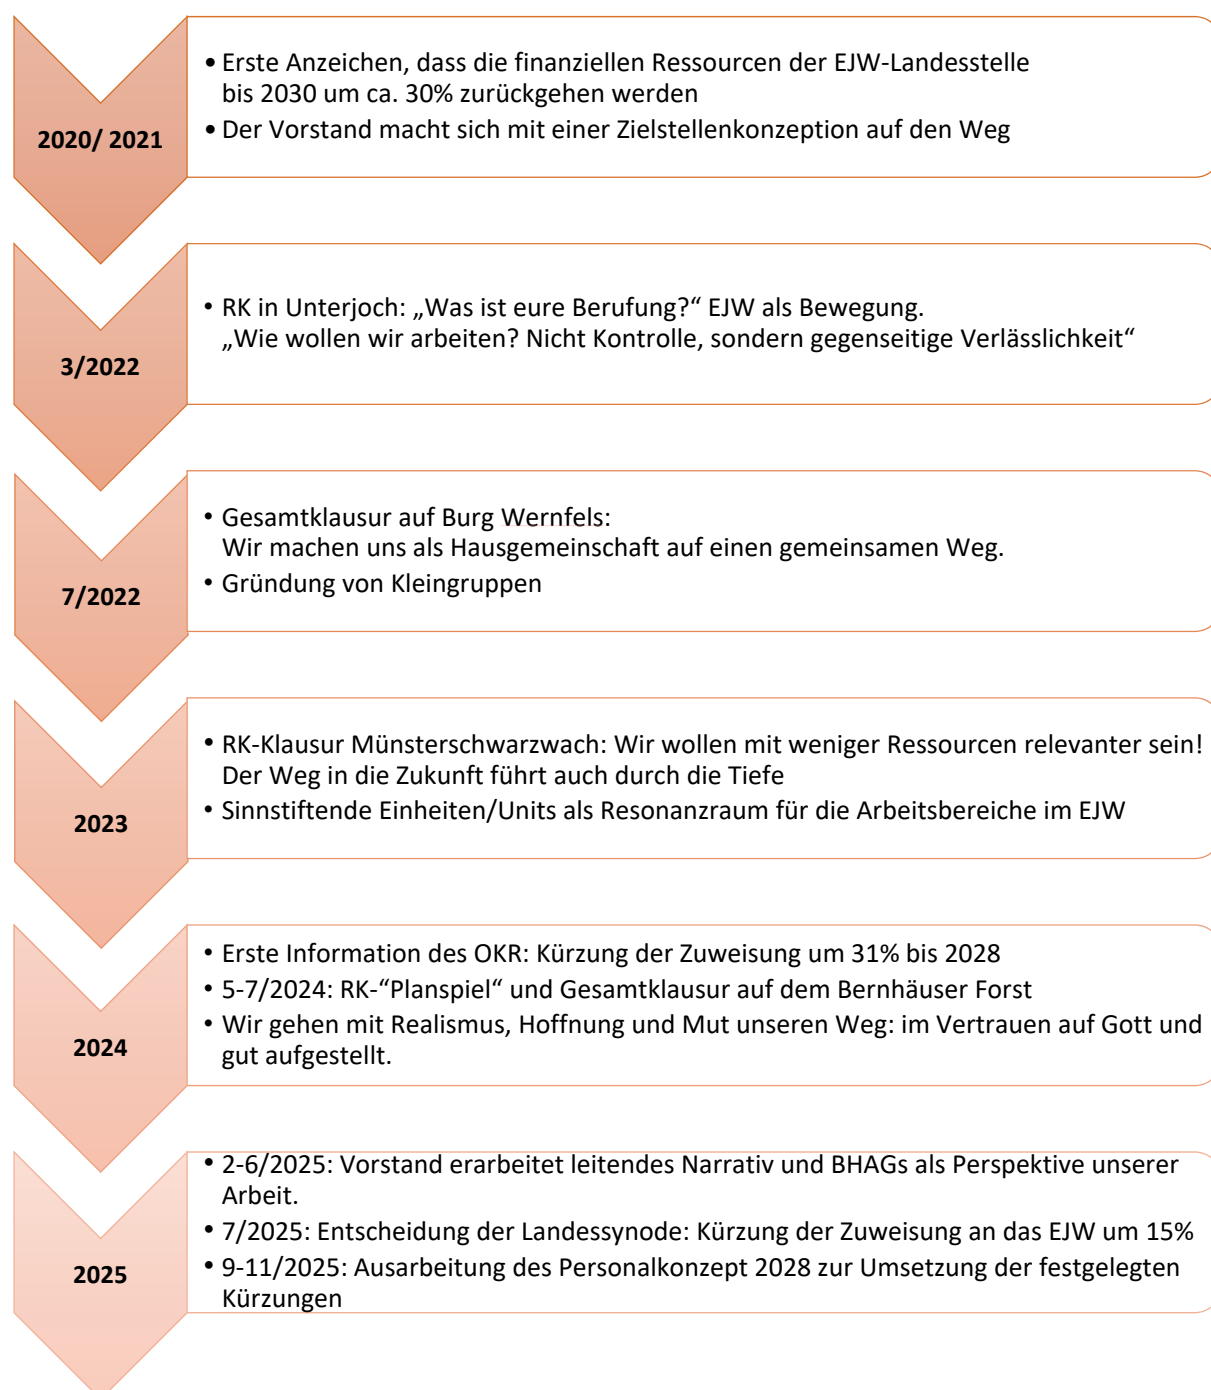 2020/ 2021
• Erste Anzeichen, dass die finanziellen Ressourcen der EJW-Landesstelle
bis 2030 um ca. 30% zurückgehen werden
• Der Vorstand macht sich mit einer Zielstellenkonzeption auf den Weg
3/2022
• RK in Unterjoch: „Was ist eure Berufung?“ EJW als Bewegung.
„Wie wollen wir arbeiten? Nicht Kontrolle, sondern gegenseitige Verlässlichkeit“
7/2022
• Gesamtklausur auf Burg Wernfels:
Wir machen uns als Hausgemeinschaft auf einen gemeinsamen Weg.
• Gründung von Kleingruppen
2023
• RK-Klausur Münsterschwarzwach: Wir wollen mit weniger Ressourcen relevanter sein!
Der Weg in die Zukunft führt auch durch die Tiefe
• Sinnstiftende Einheiten/Units als Resonanzraum für die Arbeitsbereiche im EJW
2024
• Erste Information des OKR: Kürzung der Zuweisung um 31% bis 2028
• 5-7/2024: RK-“Planspiel“ und Gesamtklausur auf dem Bernhäuser Forst
• Wir gehen mit Realismus, Hoffnung und Mut unseren Weg: im Vertrauen auf Gott und
gut aufgestellt.
2025
• 2-6/2025: Vorstand erarbeitet leitendes Narrativ und BHAGs als Perspektive unserer
Arbeit.
• 7/2025: Entscheidung der Landessynode: Kürzung der Zuweisung an das EJW um 15%
• 9-11/2025: Ausarbeitung des Personalkonzept 2028 zur Umsetzung der festgelegten
Kürzungen